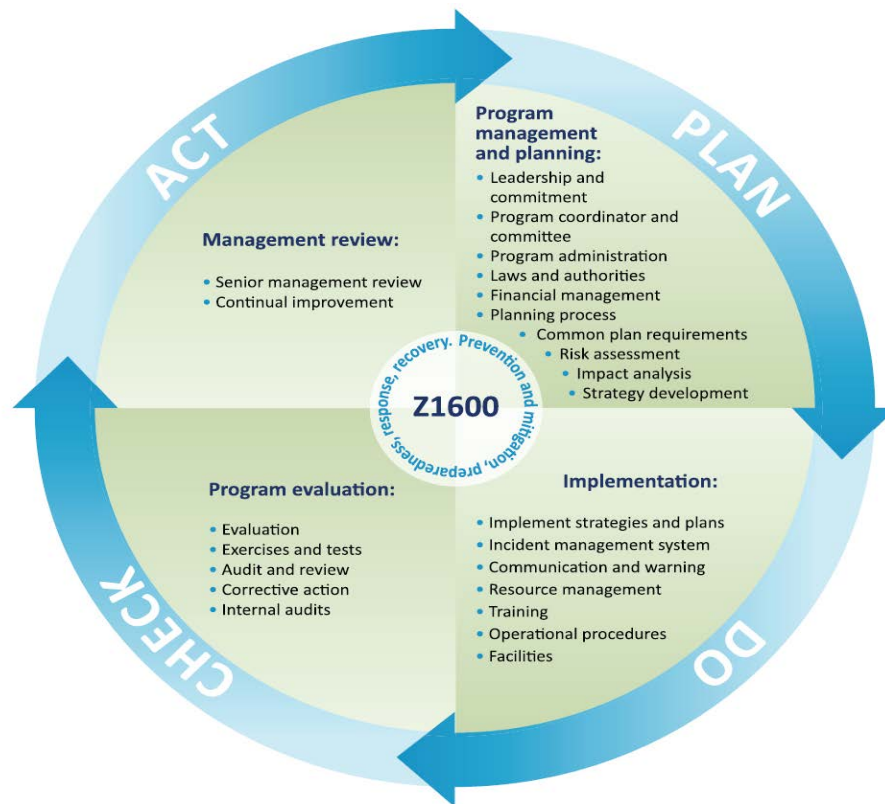 ACT
PLAN
Program
management
and planning:
• Leadership and
commitment
• Program coordinator and
committee
• Program administration
• Laws and authorities
• Financial management
• Planning process
• Common plan requirements
• Risk assessment
• Impact analysis
• Strategy development
Management review:
• Senior management review
• Continual improvement
Prevention and mitigation, preparedness, response, recovery.
Z1600
Program evaluation:
• Evaluation
• Exercises and tests
• Audit and review
• Corrective action
• Internal audits
Implementation:
• Implement strategies and plans
• Incident management system
• Communication and warning
• Resource management
• Training
• Operational procedures
• Facilities
CHECK
DO